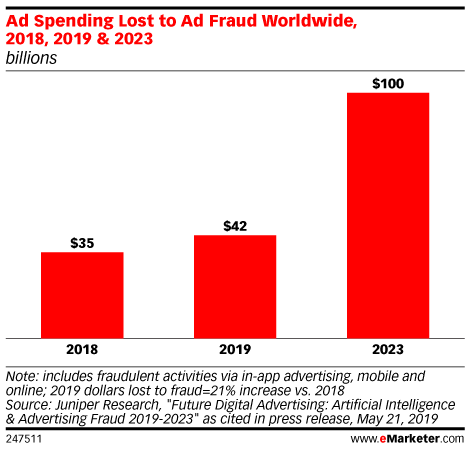 Ad Spending Lost to Ad Fraud Worldwide,
2018, 2019 & 2023
billions
$100
$42
$35
2018
2019
2023
Note: includes fraudulent activities via in-app advertising, mobile and
online; 2019 dollars lost to fraud=21% increase vs. 2018
Source: Juniper Research, "Future Digital Advertising: Artificial Intelligence
& Advertising Fraud 2019-2023" as cited in press release, May 21, 2019
247511
www.eMarketer.com